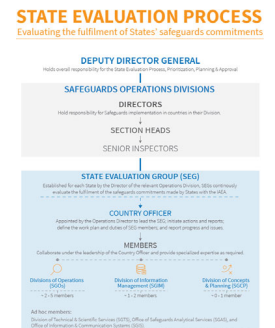 STATE EVALUATION PROCESS
Evaluating the fulfilment of States' safeguards commitments
DEPUTY DIRECTOR GENERAL
Holds overall responsibility for the State Evaluation Process, Prioritization, Planning & Approval
SAFEGUARDS OPERATIONS DIVISIONS
DIRECTORS
Hold responsibility for Safeguards implementation in countries in their Division.
SECTION HEADS
SENIOR INSPECTORS
STATE EVALUATION GROUP (SEG)
Established for each State by the Director of the relevant Operations Division, SEGs continously
evaluate the fulfilment of the safeguards commitments made by States with the IAEA.
COUNTRY OFFICER
Appointed by the Operations Director to lead the SEG, initiate actions and reports,
define the work plan and duties of SEG members, and report progress and issues.
MEMBERS
Collaborate under the leadership of the Country Officer and provide specialized expertise as required.
Divisions of Operations
(SGOs)
~2-5 members
Division of Information
Management (SGIM)
~1-2 members
Division of Concepts
& Planning (SGCP)
~0-1 member
Ad hoc members:
Division of Technical & Scientific Services (SGTS), Office of Safeguards Analytical Services (SGAS), and
Office of Information & Communication Systems (SGIS).